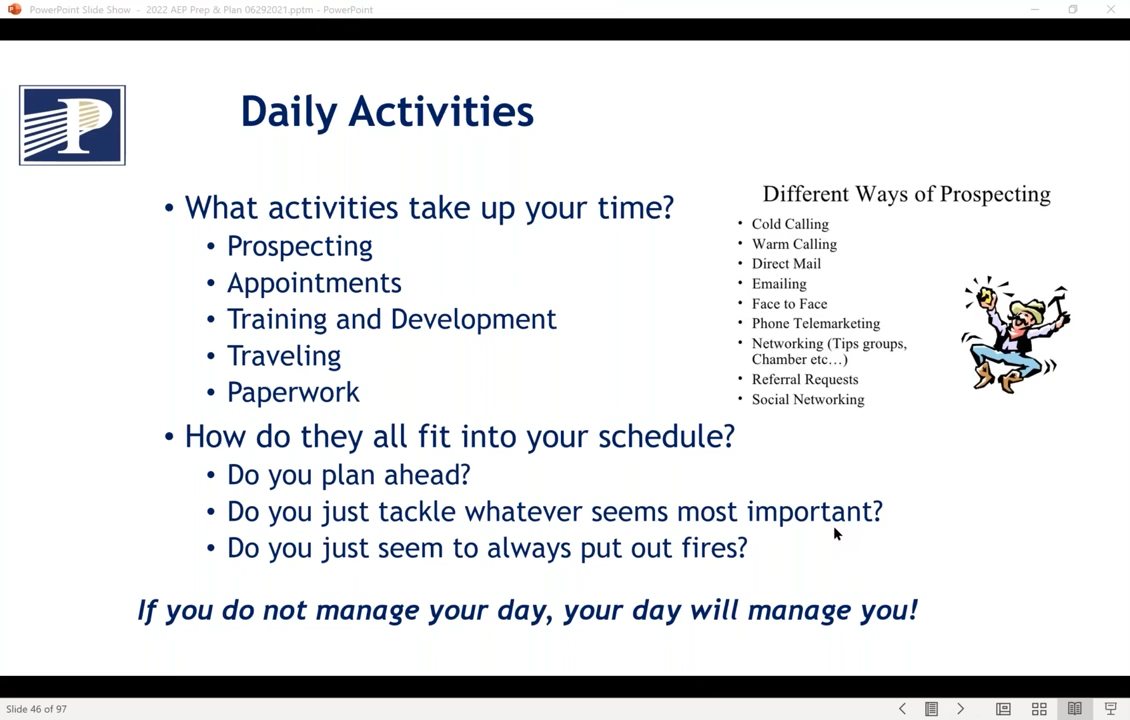 PowerPoint Slide Show - 2022 AEP Prep & Plan 06292021.pptm - PowerPoint
P
Daily Activities
• What activities take up your time?
• Prospecting
• Appointments
• Training and Development
• Traveling
• Paperwork
• How do they all fit into your schedule?
• Do you plan ahead?
• Do you just tackle whatever seems most important?
• Do you just seem to always put out fires?
Different Ways of Prospecting
• Cold Calling
• Warm Calling
• Direct Mail
• Emailing
• Face to Face
• Phone Telemarketing
• Networking (Tips groups,
Chamber etc…)
• Referral Requests
• Social Networking
If you do not manage your day, your day will manage you!
Slide 46 of 97